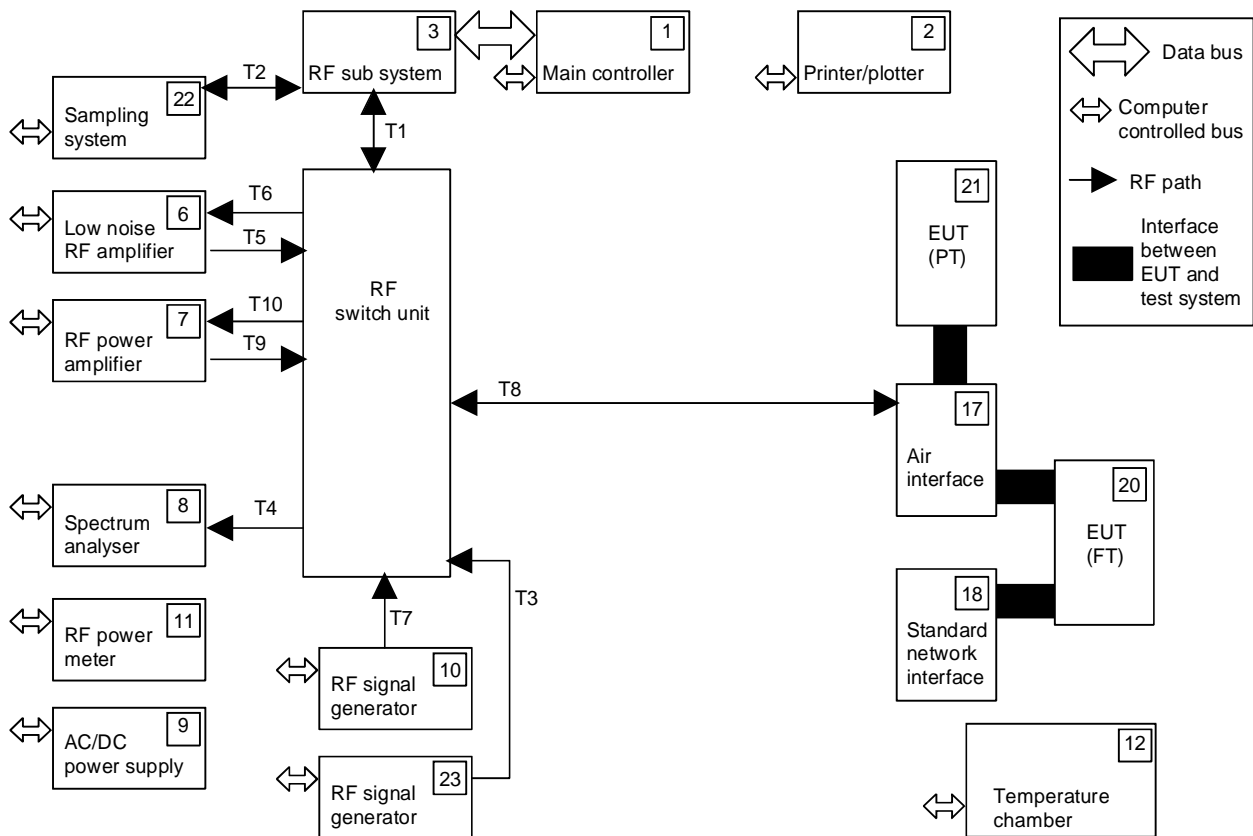 3
RF sub system
1
Main controller
2
Printer/plotter
Data bus
Computer
controlled bus
RF path
Interface
between
EUT and
test system
T2
22
Sampling
system
T1
T6
6
Low noise
RF amplifier
T5
T10
7
RF power
amplifier
T9
RF
switch unit
21
EUT
(PT)
T8
17
Air
interface
20
EUT
(FT)
18
Standard
network
interface
8
Spectrum
analyser
T4
T3
T7
11
RF power
meter
10
RF signal
generator
9
AC/DC
power supply
23
RF signal
generator
12
Temperature
chamber